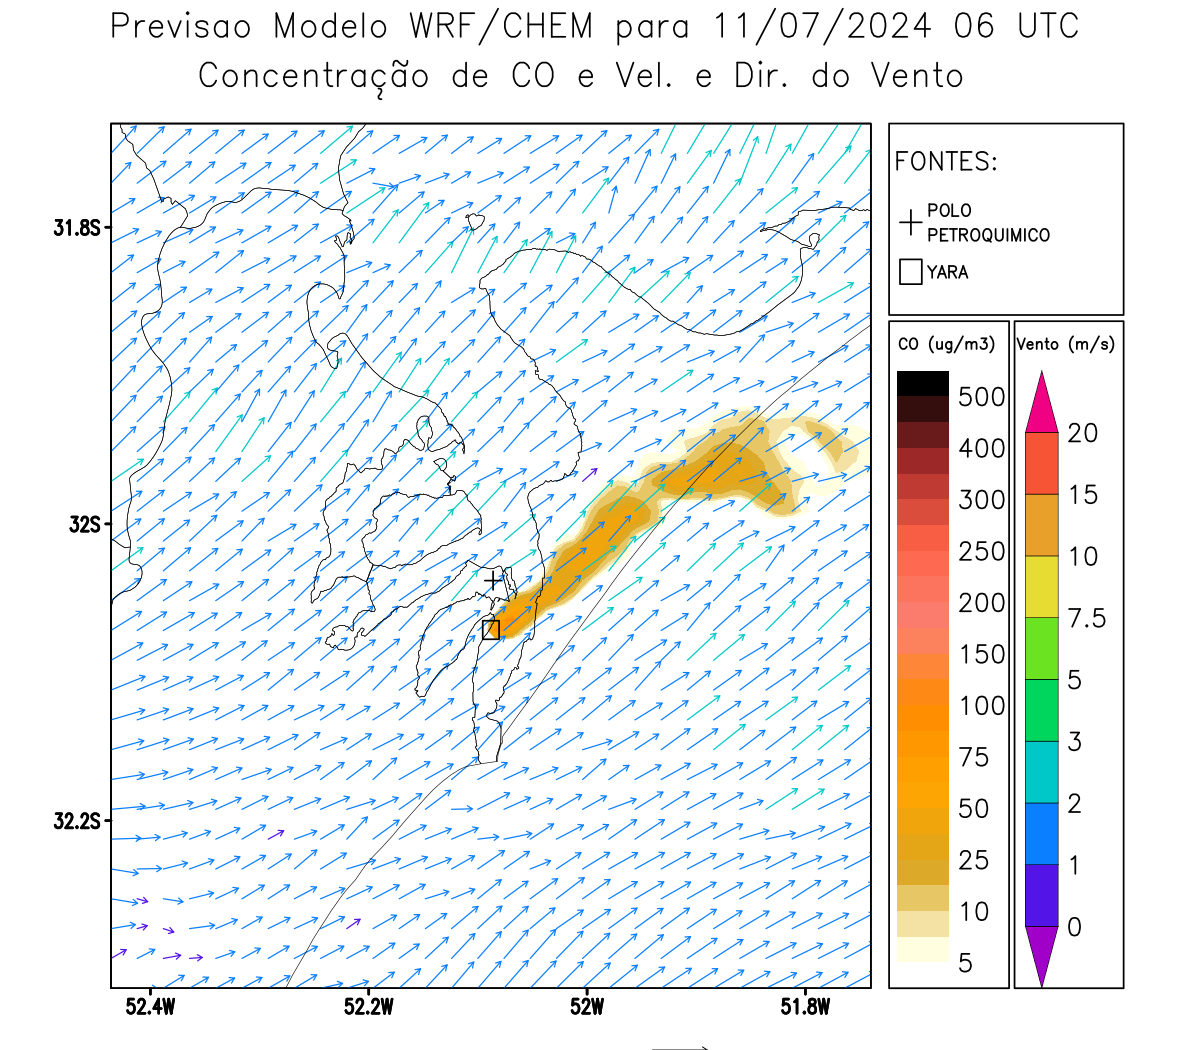 Previsao Modelo WRF/CHEM para 11/07/2024 06 UTC
Concentração de CO e Vel. e Dir. do Vento
FONTES:
POLO
PETROQUIMICO
YARA
CO (ug/m3)
500
400
300
250
200
150
100
75
50
25
10
5
Vento (m/s)
20
15
10
7.5
5
3
2
1
0
31.8S
32S
32.2S
52.4W
52.2W
52W
51.8W